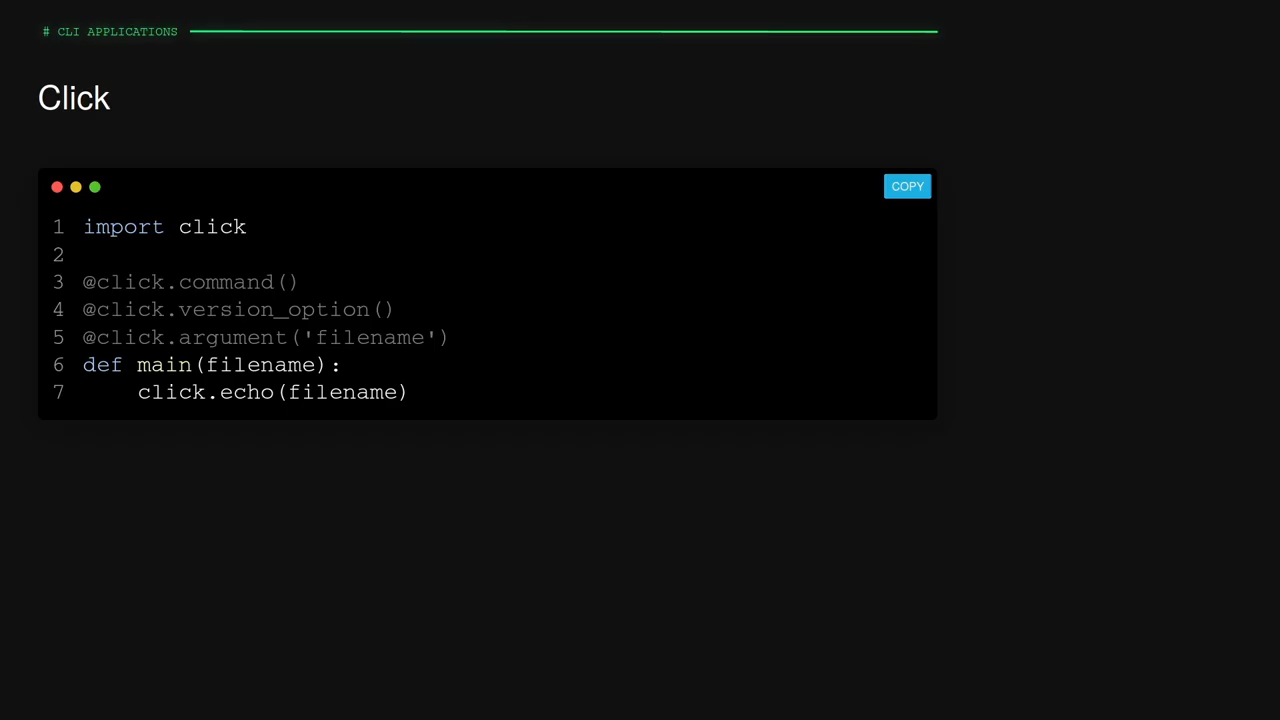 # CLI APPLICATIONS
Click
COPY
1 import click
2
3 @click.command()
4 @click.version_option()
5 @click.argument('filename')
6 def main(filename):
7     click.echo(filename)